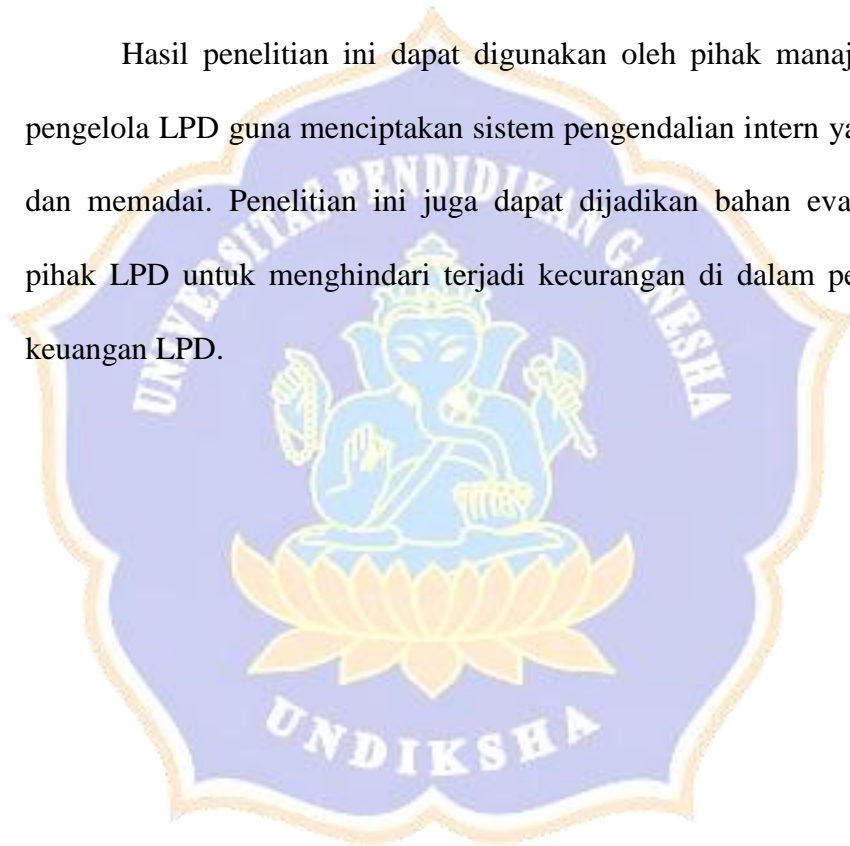 Hasil penelitian ini dapat digunakan oleh pihak manaj
pengelola LPD guna menciptakan sistem pengendalian intern ya
dan memadai. Penelitian ini juga dapat dijadikan bahan eva
pihak LPD untuk menghindari terjadi kecurangan di dalam pe
keuangan LPD.
UNIVERSITAS PENDIDIKAN GANESHA
UNDIKSHA